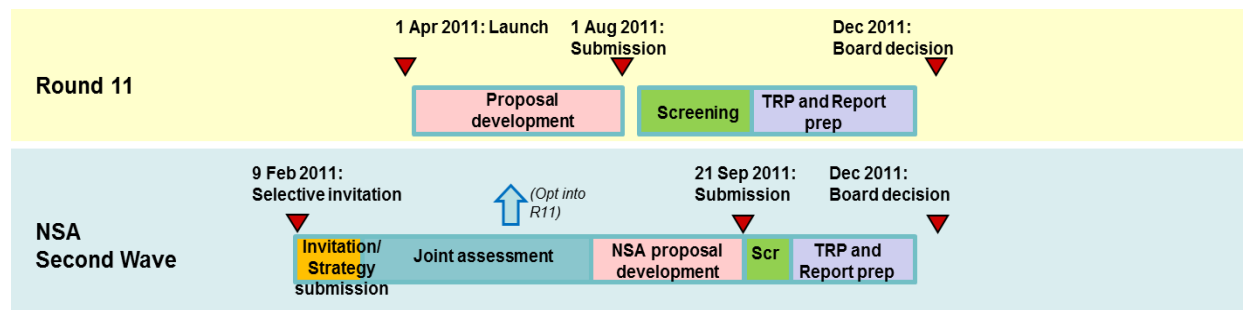 1 Apr 2011: Launch
1 Aug 2011:
Submission
Dec 2011:
Board decision
Round 11
Proposal
development
Screening
TRP and Report
prep
9 Feb 2011:
Selective invitation
(Opt into
R11)
21 Sep 2011:
Submission
Dec 2011:
Board decision
NSA
Second Wave
Invitation/
Strategy
submission
Joint assessment
NSA proposal
development
Scr
TRP and
Report prep